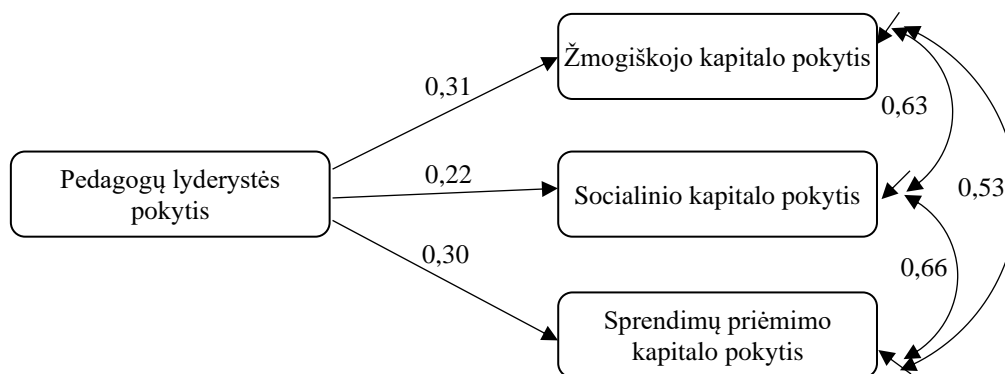 Žmogiškojo kapitalo pokytis
0,31
0,63
Pedagogų lyderystės
pokytis
0,22
Socialinio kapitalo pokytis
0,53
0,30
0,66
Sprendimų priėmimo
kapitalo pokytis